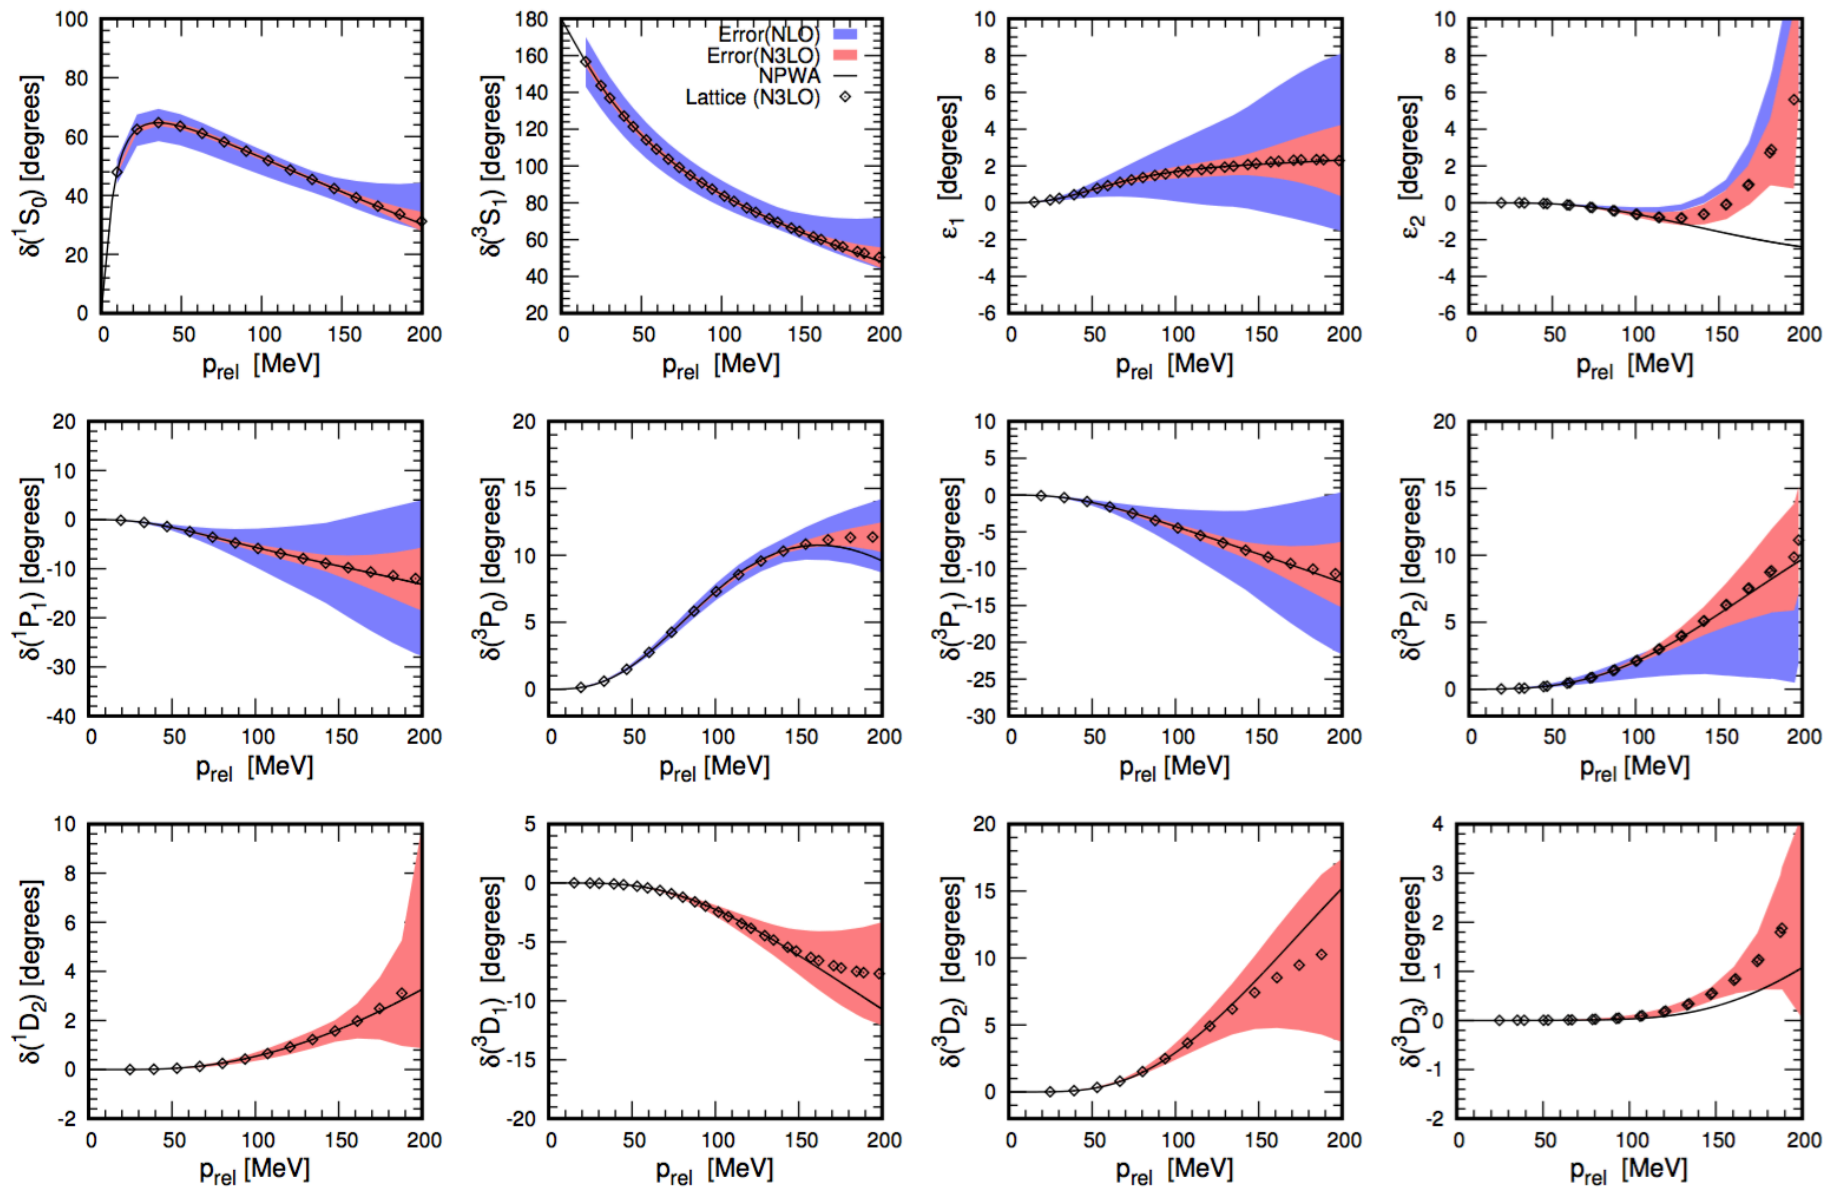 δ(¹S₀) [degrees]
100
80
60
40
20
0
0 50 100 150 200
p_rel [MeV]
δ(³S₁) [degrees]
180
160
140
120
100
80
60
40
20
0 50 100 150 200
p_rel [MeV]
Error(NLO)
Error(N3LO)
NPWA
Lattice (N3LO)
ε₁ [degrees]
10
8
6
4
2
0
-2
-4
-6
0 50 100 150 200
p_rel [MeV]
ε₂ [degrees]
10
8
6
4
2
0
-2
-4
-6
0 50 100 150 200
p_rel [MeV]
δ(¹P₁) [degrees]
20
10
0
-10
-20
-30
-40
0 50 100 150 200
p_rel [MeV]
δ(³P₀) [degrees]
20
15
10
5
0
0 50 100 150 200
p_rel [MeV]
δ(³P₁) [degrees]
10
5
0
-5
-10
-15
-20
-25
-30
0 50 100 150 200
p_rel [MeV]
δ(³P₂) [degrees]
20
15
10
5
0
0 50 100 150 200
p_rel [MeV]
δ(¹D₂) [degrees]
10
8
6
4
2
0
-2
0 50 100 150 200
p_rel [MeV]
δ(³D₁) [degrees]
5
0
-5
-10
-15
-20
0 50 100 150 200
p_rel [MeV]
δ(³D₂) [degrees]
20
15
10
5
0
0 50 100 150 200
p_rel [MeV]
δ(³D₃) [degrees]
4
3
2
1
0
-1
-2
0 50 100 150 200
p_rel [MeV]